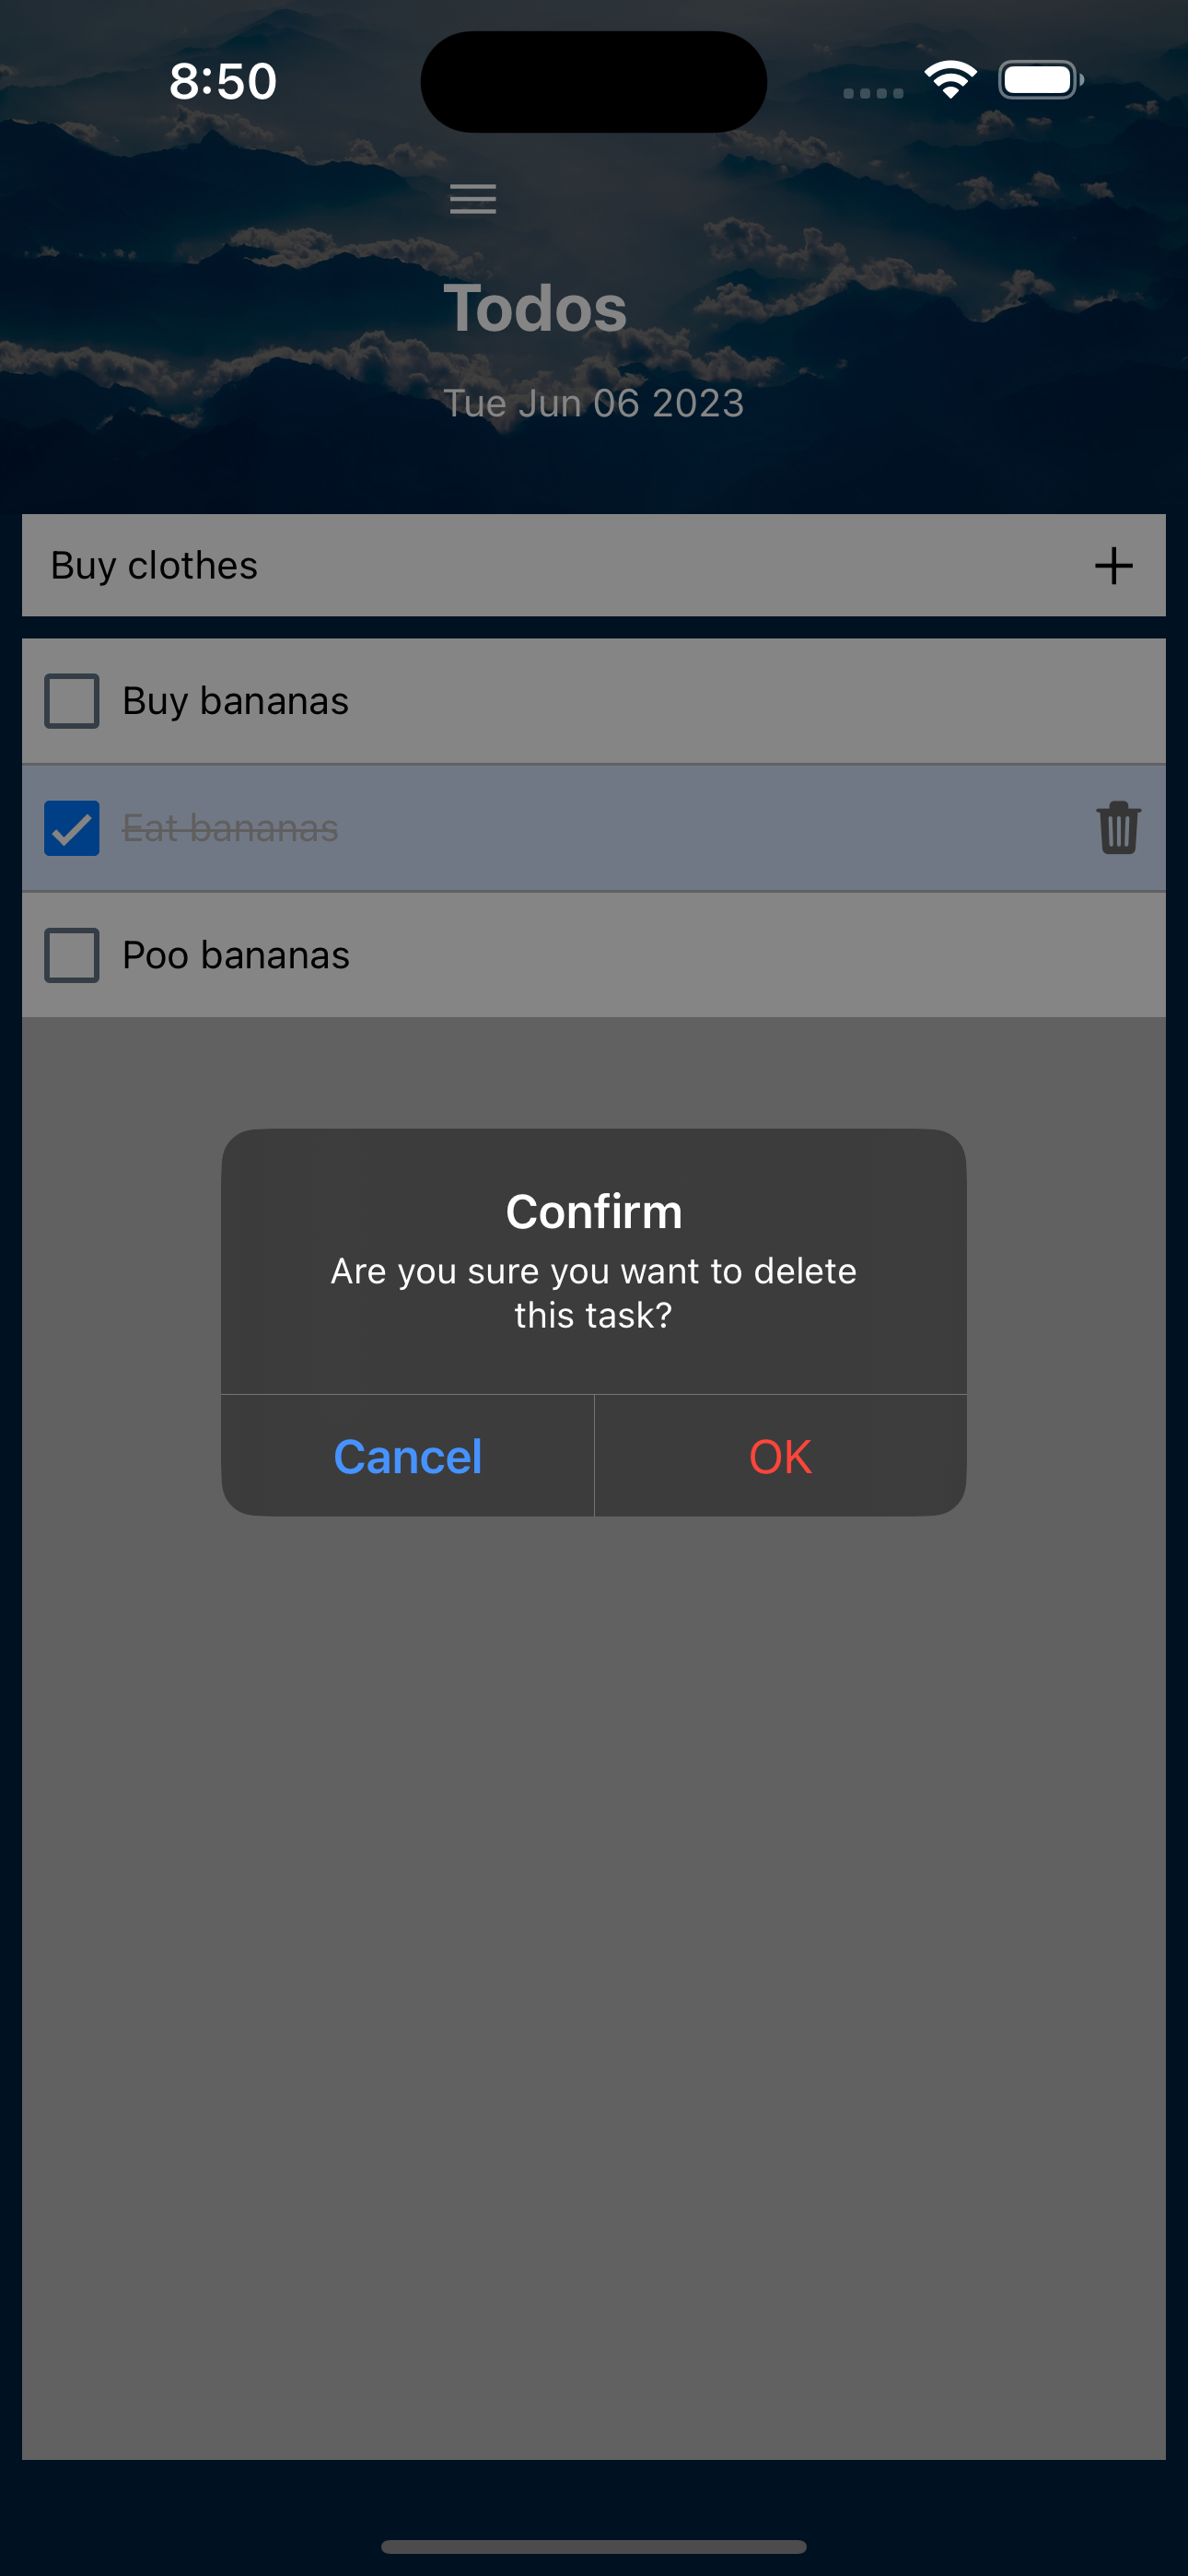 8:50
Todos
Tue Jun 06 2023
Buy clothes
Buy bananas
Eat bananas
Poo bananas
Confirm
Are you sure you want to delete
this task?
Cancel
OK